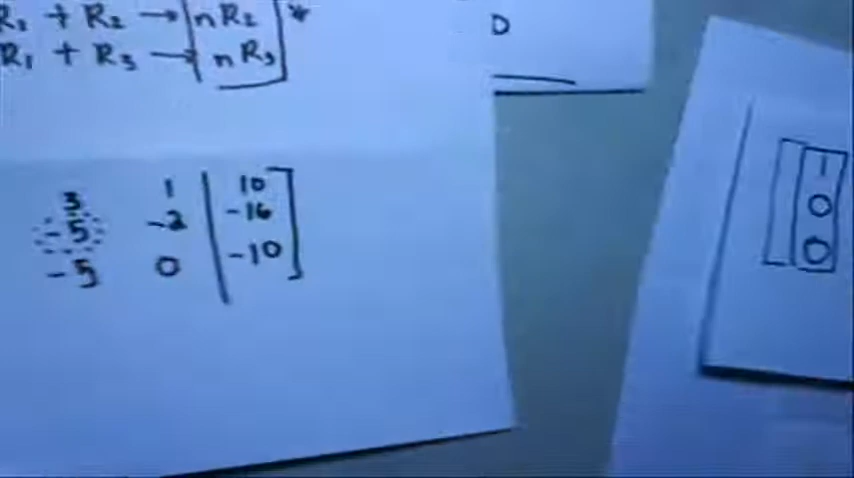 R₁ + R₂ → [nR₂]*
R₁ + R₃ → nR₃
D
3 1 | 10 ]
-5 -2 | -16
-5 0 | -10
1
0
0